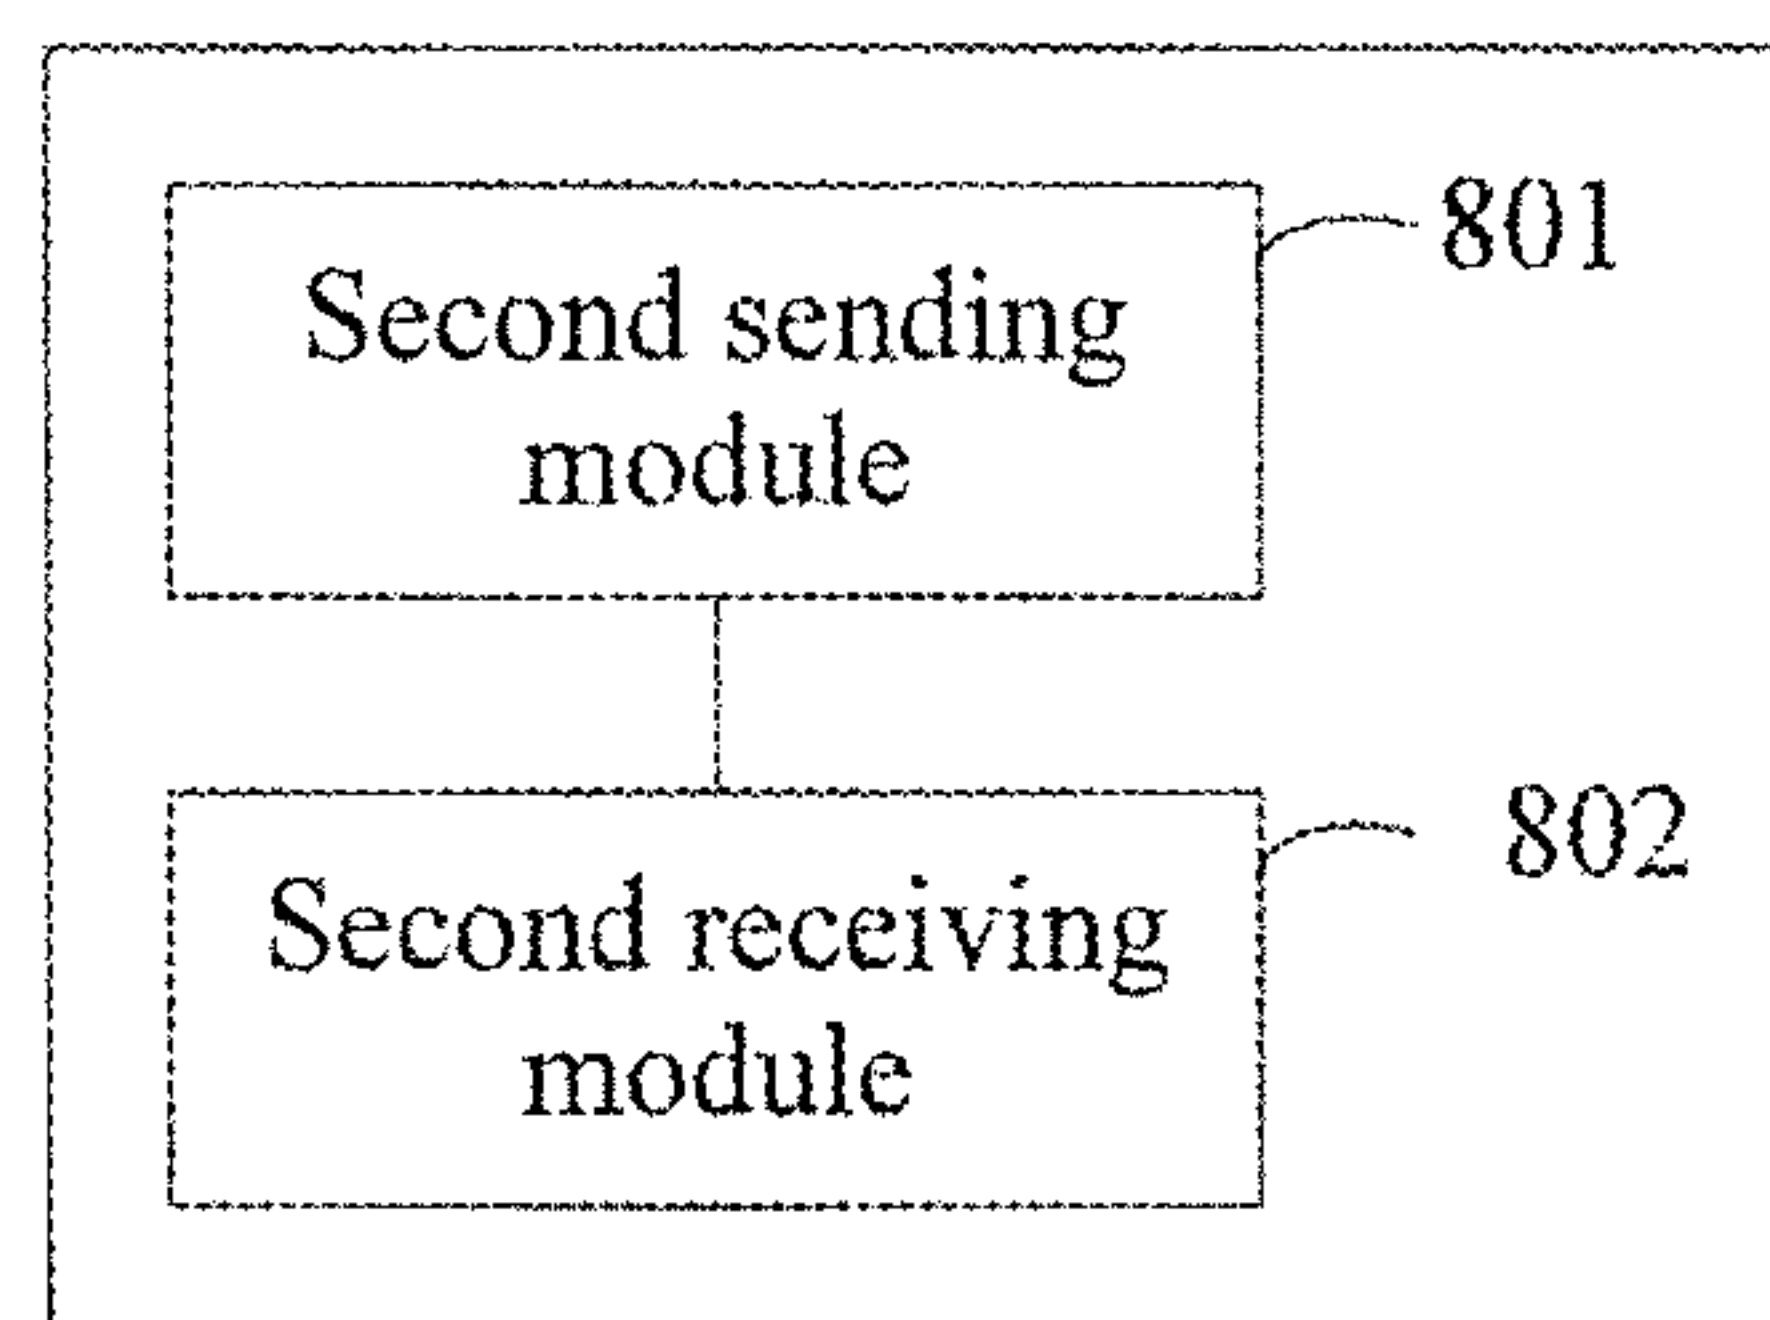 801
Second sending
module
802
Second receiving
module